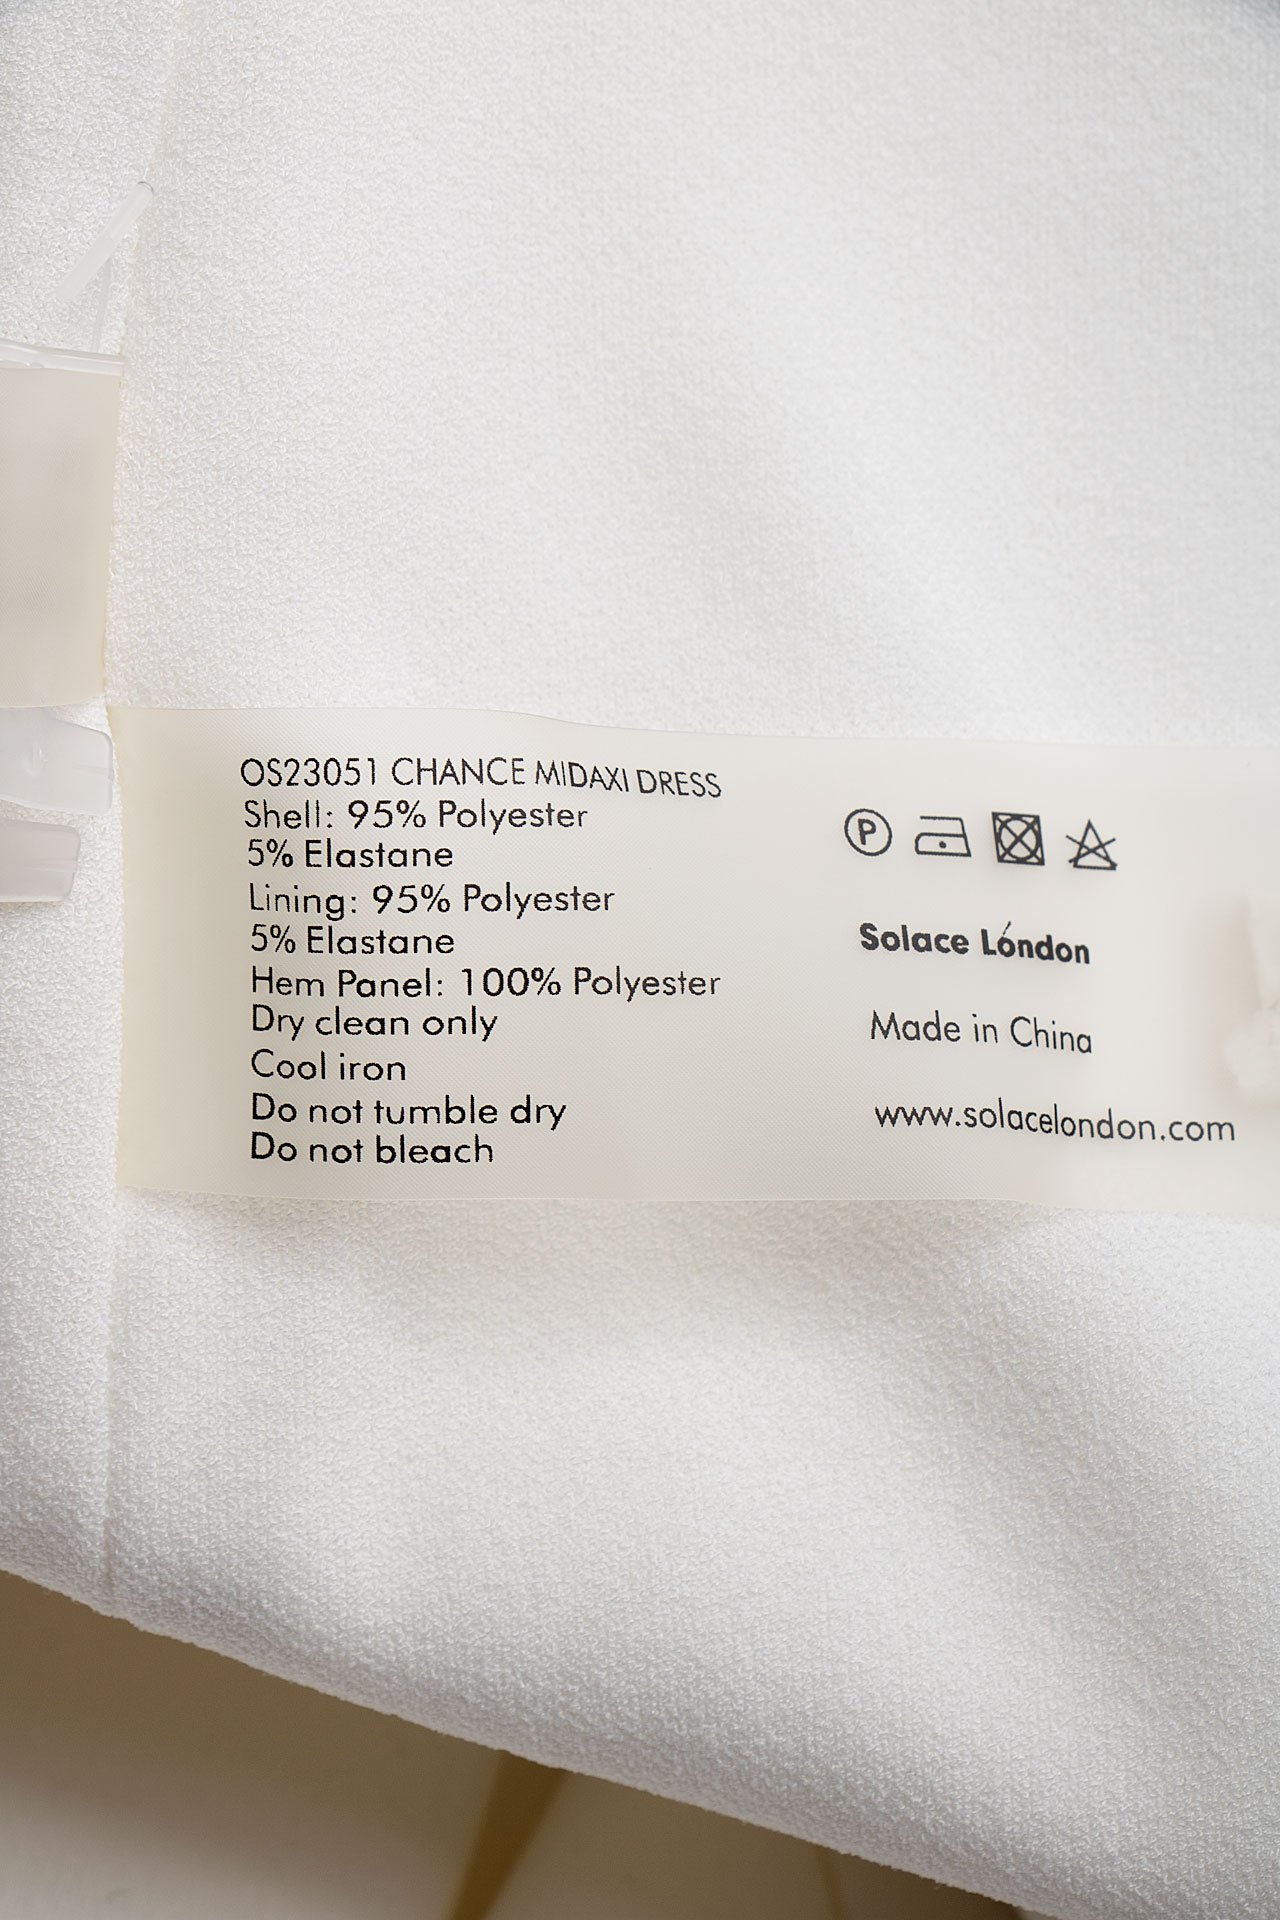 OS23051 CHANCE MIDAXI DRESS
Shell: 95% Polyester
5% Elastane
Lining: 95% Polyester
5% Elastane
Hem Panel: 100% Polyester
Dry clean only
Cool iron
Do not tumble dry
Do not bleach
P
Solace London
Made in China
www.solacelondon.com